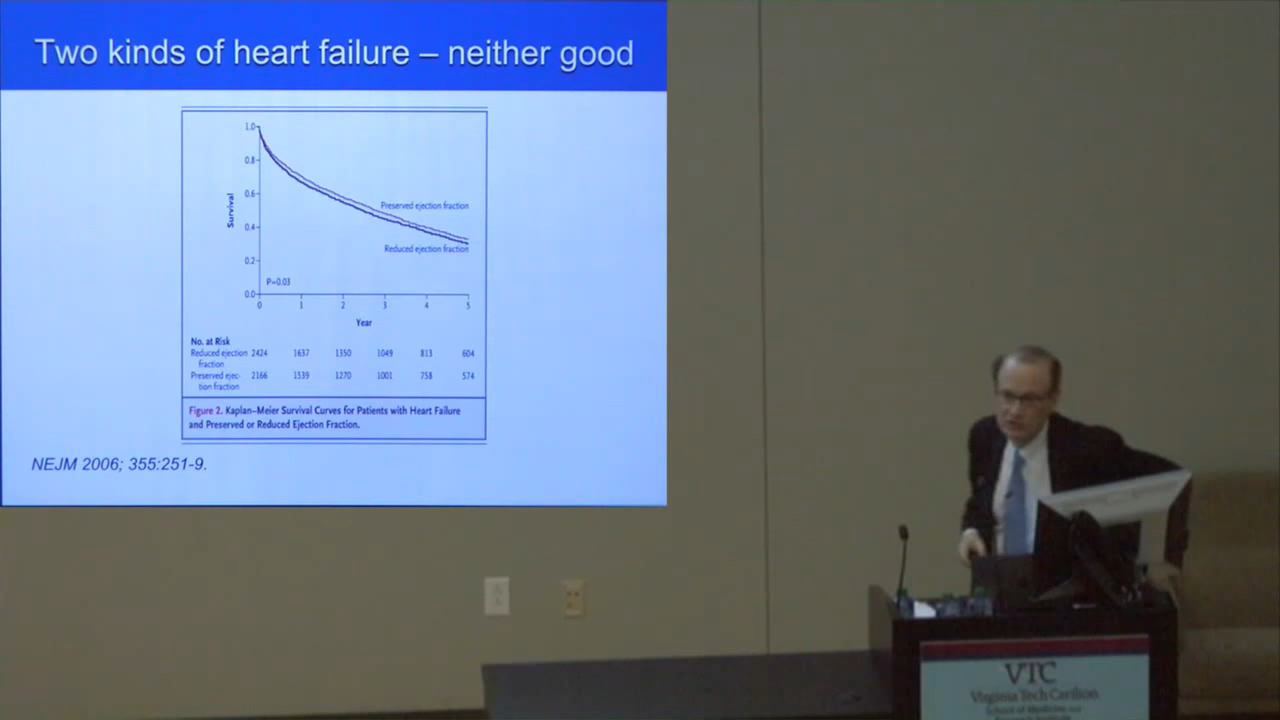 Two kinds of heart failure – neither good
1.0
0.8
0.6
0.4
0.2
0.0
Survival
Preserved ejection fraction
Reduced ejection fraction
P=0.03
0 1 2 3 4 5
Year
No. at Risk
Reduced ejection 2424 1637 1350 1049 813 604
fraction
Preserved ejec- 2166 1539 1270 1001 758 574
tion fraction
Figure 2. Kaplan–Meier Survival Curves for Patients with Heart Failure
and Preserved or Reduced Ejection Fraction.
NEJM 2006; 355:251-9.
VTC
Virginia Tech Carilion
School of Medicine and